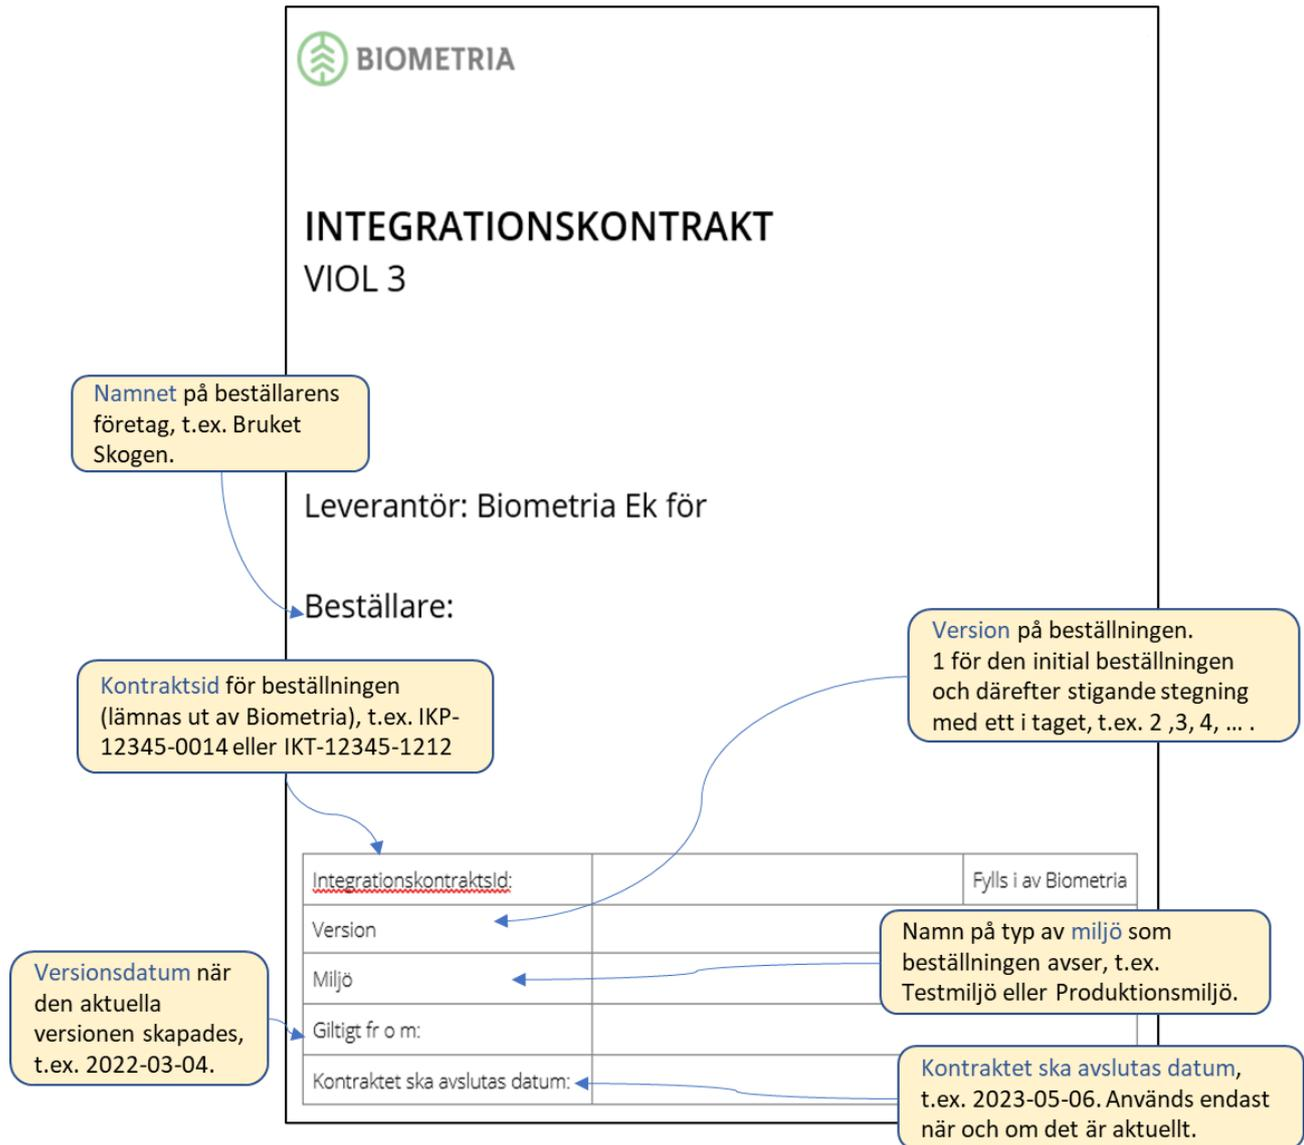 BIOMETRIA
INTEGRATIONSKONTRAKT
VIOL 3
Namnet på beställarens
företag, t.ex. Bruket
Skogen.
Leverantör: Biometria Ek för
Beställare:
Version på beställningen.
1 för den initial beställningen
och därefter stigande stegning
med ett i taget, t.ex. 2 ,3, 4, ... .
Kontraktsid för beställningen
(lämnas ut av Biometria), t.ex. IKP-
12345-0014 eller IKT-12345-1212
IntegrationskontraktsId:
Fylls i av Biometria
Version
Namn på typ av miljö som
beställningen avser, t.ex.
Testmiljö eller Produktionsmiljö.
Miljö
Versionsdatum när
den aktuella
versionen skapades,
t.ex. 2022-03-04.
Giltigt fr o m:
Kontraktet ska avslutas datum:
Kontraktet ska avslutas datum,
t.ex. 2023-05-06. Används endast
när och om det är aktuellt.